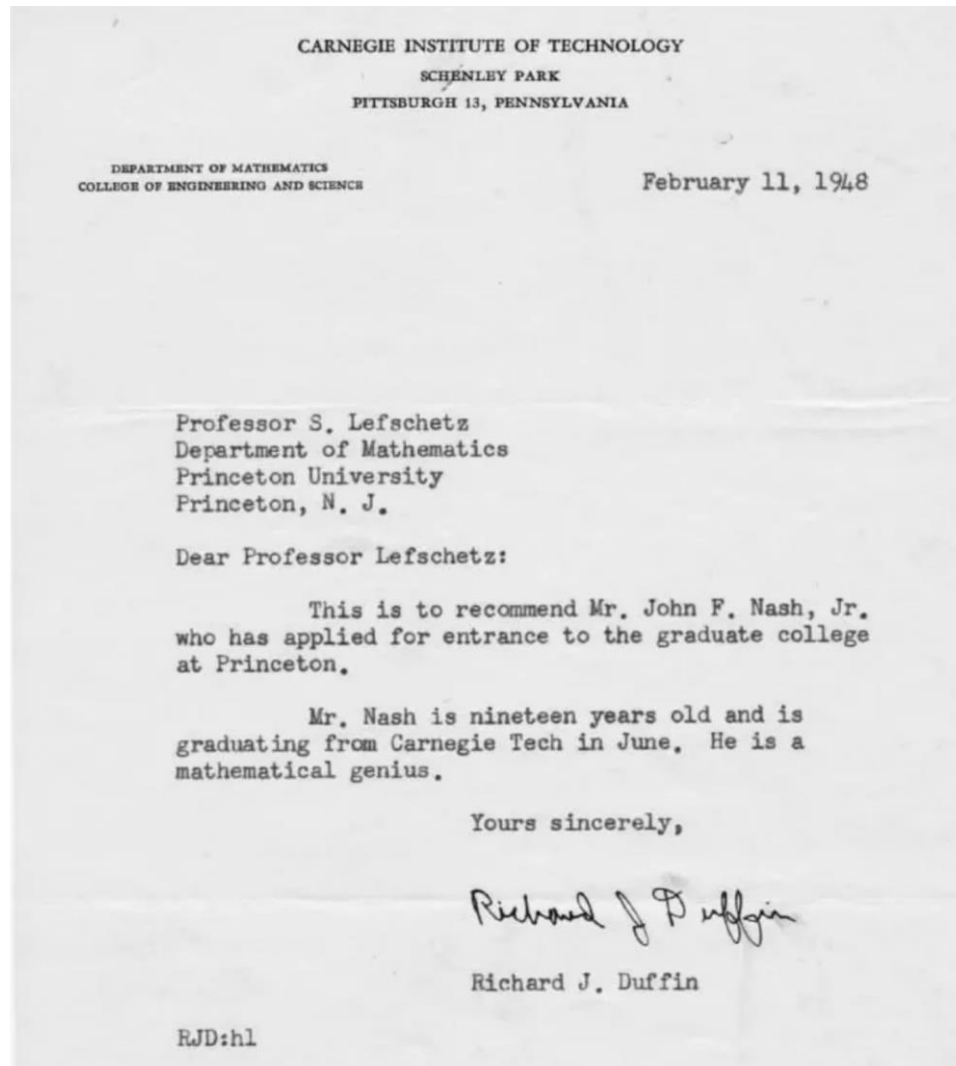 CARNEGIE INSTITUTE OF TECHNOLOGY
SCHENLEY PARK
PITTSBURGH 13, PENNSYLVANIA
DEPARTMENT OF MATHEMATICS
COLLEGE OF ENGINEERING AND SCIENCE
February 11, 1948
Professor S. Lefschetz
Department of Mathematics
Princeton University
Princeton, N. J.
Dear Professor Lefschetz:
This is to recommend Mr. John F. Nash, Jr.
who has applied for entrance to the graduate college
at Princeton.
Mr. Nash is nineteen years old and is
graduating from Carnegie Tech in June. He is a
mathematical genius.
Yours sincerely,
Richard J Duffin
Richard J. Duffin
RJD:hl